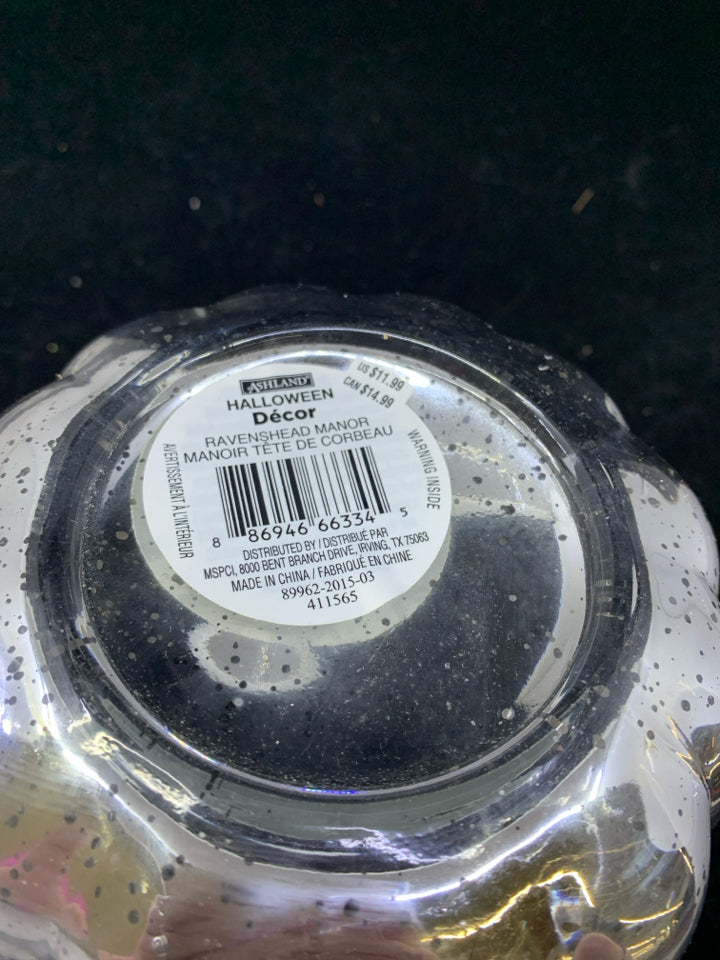 ASHLAND
HALLOWEEN
Décor
US $11.99
CAN $14.99
RAVENSHEAD MANOR
MANOIR TÊTE DE CORBEAU
AVERTISSEMENT À L'INTÉRIEUR
WARNING INSIDE
8 86946 66334 5
DISTRIBUTED BY / DISTRIBUÉ PAR
MSPCI, 8000 BENT BRANCH DRIVE, IRVING, TX 75063
MADE IN CHINA / FABRIQUÉ EN CHINE
89962-2015-03
411565